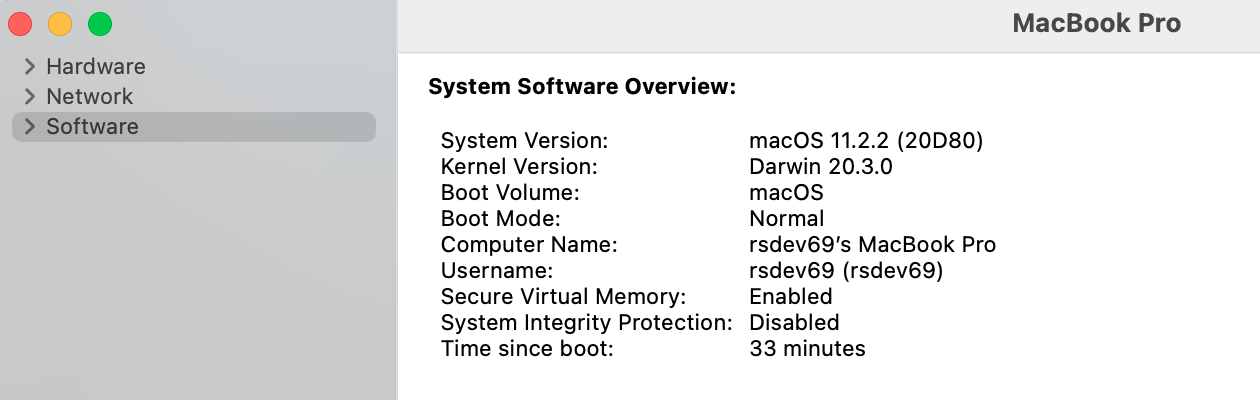 MacBook Pro
Hardware
Network
Software
System Software Overview:
System Version: macOS 11.2.2 (20D80)
Kernel Version: Darwin 20.3.0
Boot Volume: macOS
Boot Mode: Normal
Computer Name: rsdev69’s MacBook Pro
Username: rsdev69 (rsdev69)
Secure Virtual Memory: Enabled
System Integrity Protection: Disabled
Time since boot: 33 minutes